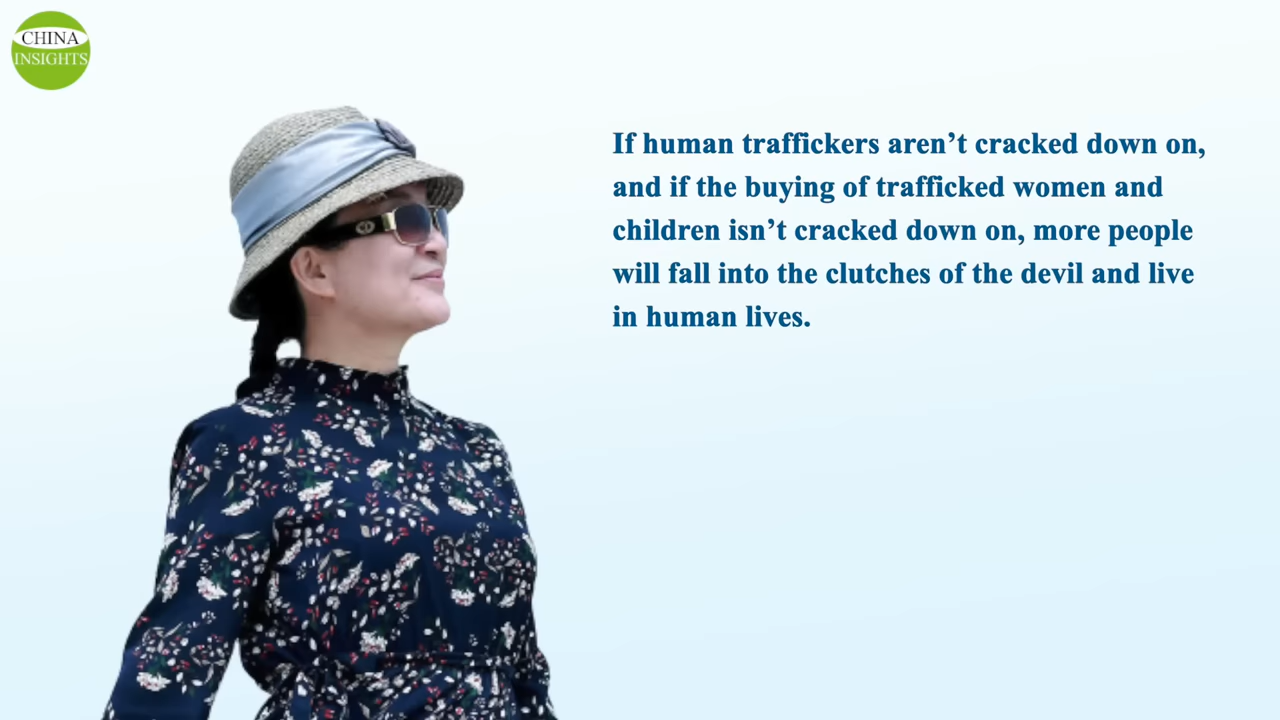 CHINA
INSIGHTS
If human traffickers aren’t cracked down on,
and if the buying of trafficked women and
children isn’t cracked down on, more people
will fall into the clutches of the devil and live
in human lives.